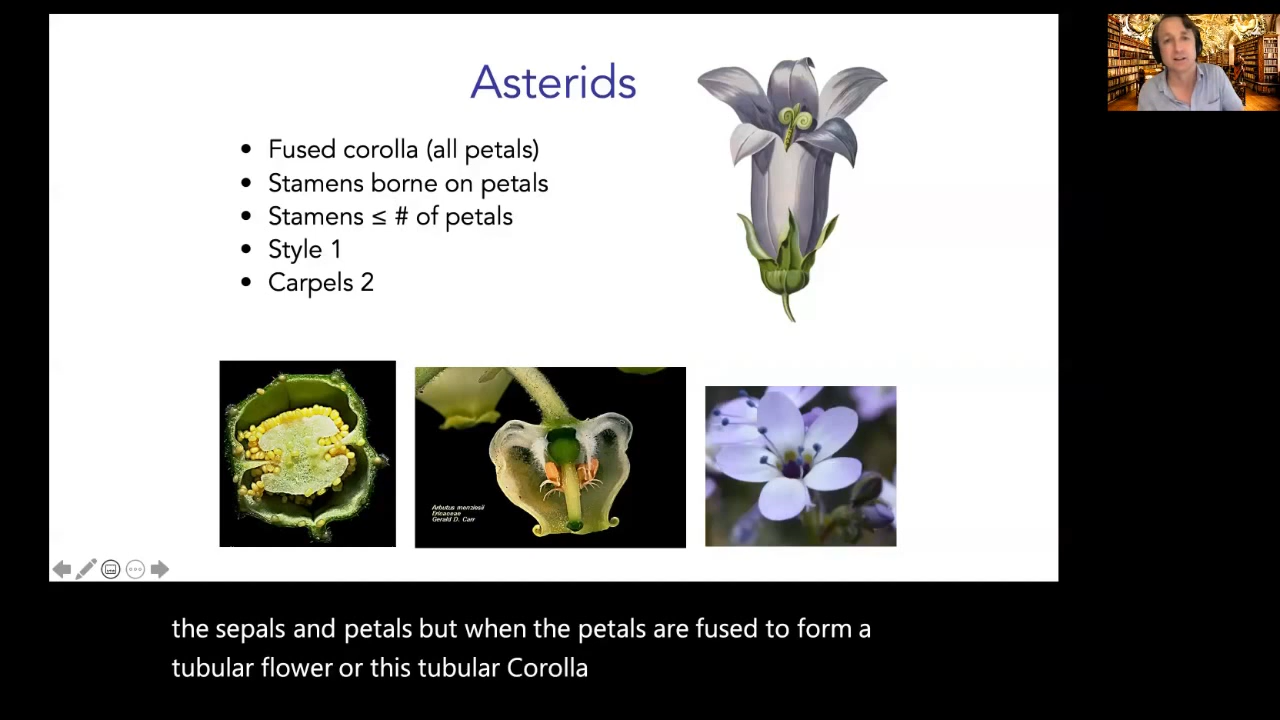 Asterids
• Fused corolla (all petals)
• Stamens borne on petals
• Stamens ≤ # of petals
• Style 1
• Carpels 2
Arbutus menziesii
Ericaceae
Gerald D. Carr
the sepals and petals but when the petals are fused to form a
tubular flower or this tubular Corolla